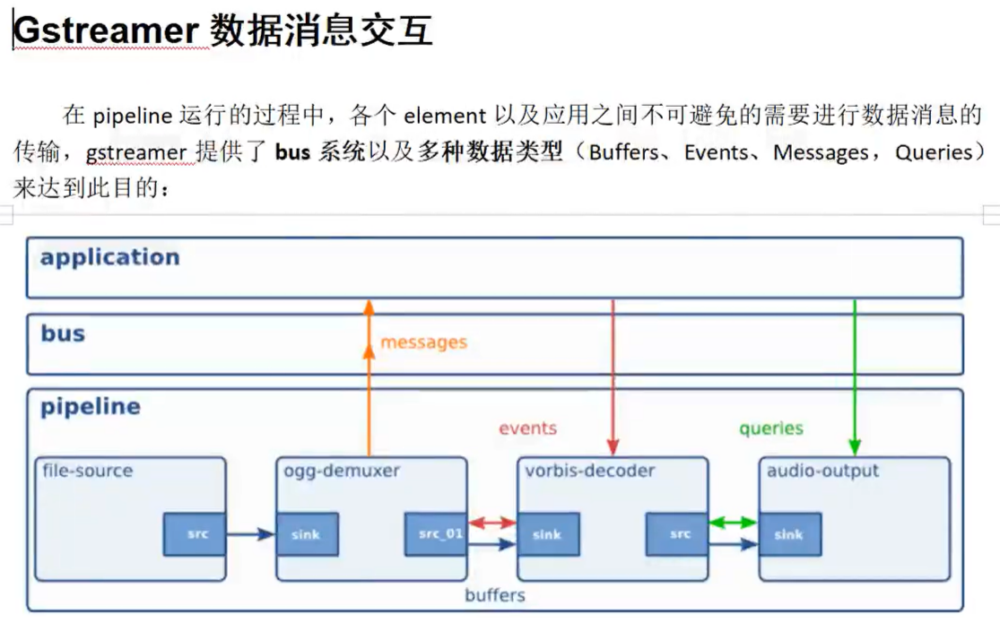 Gstreamer 数据消息交互
在 pipeline 运行的过程中，各个 element 以及应用之间不可避免的需要进行数据消息的
传输，gstreamer 提供了 bus 系统以及多种数据类型（Buffers、Events、Messages，Queries）
来达到此目的：
application
bus
messages
pipeline
events
queries
file-source
ogg-demuxer
vorbis-decoder
audio-output
src
sink
src_01
sink
src
sink
buffers